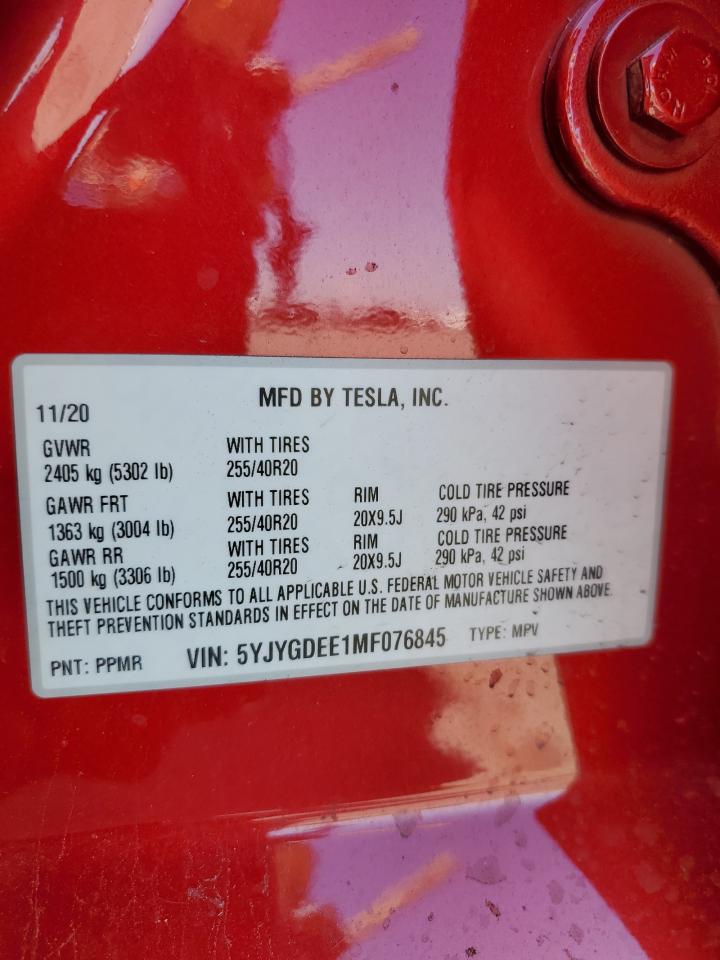 MFD BY TESLA, INC.
11/20
GVWR WITH TIRES
2405 kg (5302 lb) 255/40R20
GAWR FRT WITH TIRES RIM COLD TIRE PRESSURE
1363 kg (3004 lb) 255/40R20 20X9.5J 290 kPa, 42 psi
GAWR RR WITH TIRES RIM COLD TIRE PRESSURE
1500 kg (3306 lb) 255/40R20 20X9.5J 290 kPa, 42 psi
THIS VEHICLE CONFORMS TO ALL APPLICABLE U.S. FEDERAL MOTOR VEHICLE SAFETY AND
THEFT PREVENTION STANDARDS IN EFFECT ON THE DATE OF MANUFACTURE SHOWN ABOVE.
PNT: PPMR VIN: 5YJYGDEE1MF076845 TYPE: MPV